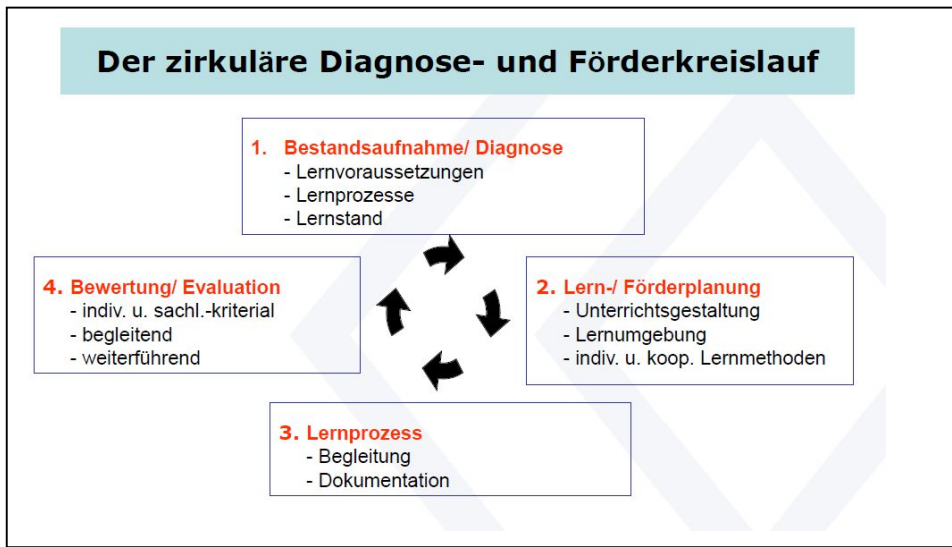 Der zirkuläre Diagnose- und Förderkreislauf
1. Bestandsaufnahme/ Diagnose
- Lernvoraussetzungen
- Lernprozesse
- Lernstand
2. Lern-/ Förderplanung
- Unterrichtsgestaltung
- Lernumgebung
- indiv. u. koop. Lernmethoden
3. Lernprozess
- Begleitung
- Dokumentation
4. Bewertung/ Evaluation
- indiv. u. sachl.-kriterial
- begleitend
- weiterführend